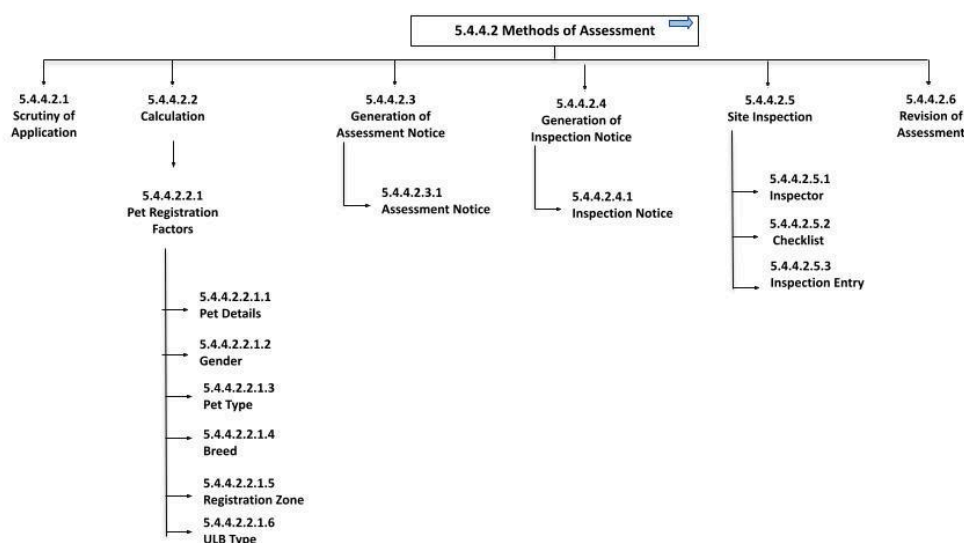 5.4.4.2 Methods of Assessment
5.4.4.2.1
Scrutiny of
Application
5.4.4.2.2
Calculation
5.4.4.2.3
Generation of
Assessment Notice
5.4.4.2.4
Generation of
Inspection Notice
5.4.4.2.5
Site Inspection
5.4.4.2.6
Revision of
Assessment
5.4.4.2.2.1
Pet Registration
Factors
5.4.4.2.2.1.1
Pet Details
5.4.4.2.2.1.2
Gender
5.4.4.2.2.1.3
Pet Type
5.4.4.2.2.1.4
Breed
5.4.4.2.2.1.5
Registration Zone
5.4.4.2.2.1.6
ULB Type
5.4.4.2.3.1
Assessment Notice
5.4.4.2.4.1
Inspection Notice
5.4.4.2.5.1
Inspector
5.4.4.2.5.2
Checklist
5.4.4.2.5.3
Inspection Entry